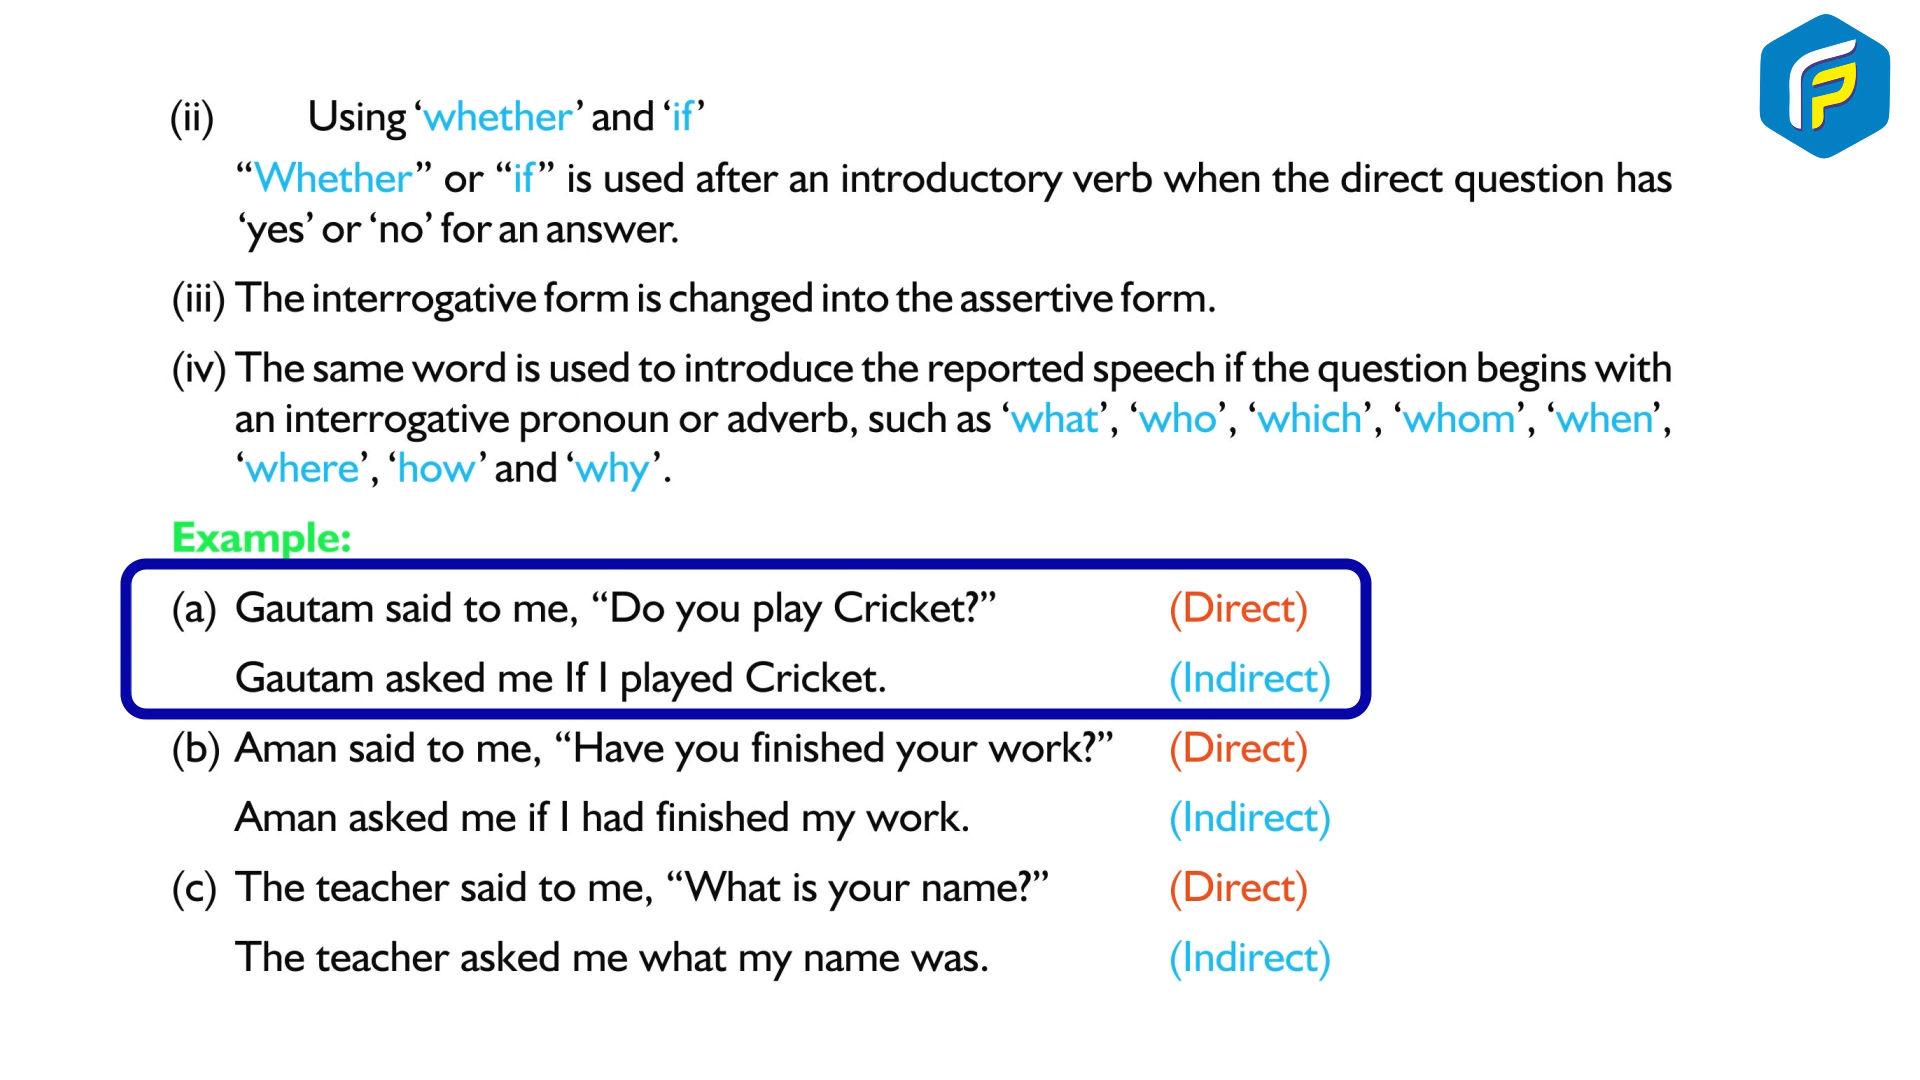 (ii) Using ‘whether’ and ‘if’
“Whether” or “if” is used after an introductory verb when the direct question has
‘yes’ or ‘no’ for an answer.
(iii) The interrogative form is changed into the assertive form.
(iv) The same word is used to introduce the reported speech if the question begins with
an interrogative pronoun or adverb, such as ‘what’, ‘who’, ‘which’, ‘whom’, ‘when’,
‘where’, ‘how’ and ‘why’.
Example:
(a) Gautam said to me, “Do you play Cricket?” (Direct)
Gautam asked me If I played Cricket. (Indirect)
(b) Aman said to me, “Have you finished your work?” (Direct)
Aman asked me if I had finished my work. (Indirect)
(c) The teacher said to me, “What is your name?” (Direct)
The teacher asked me what my name was. (Indirect)